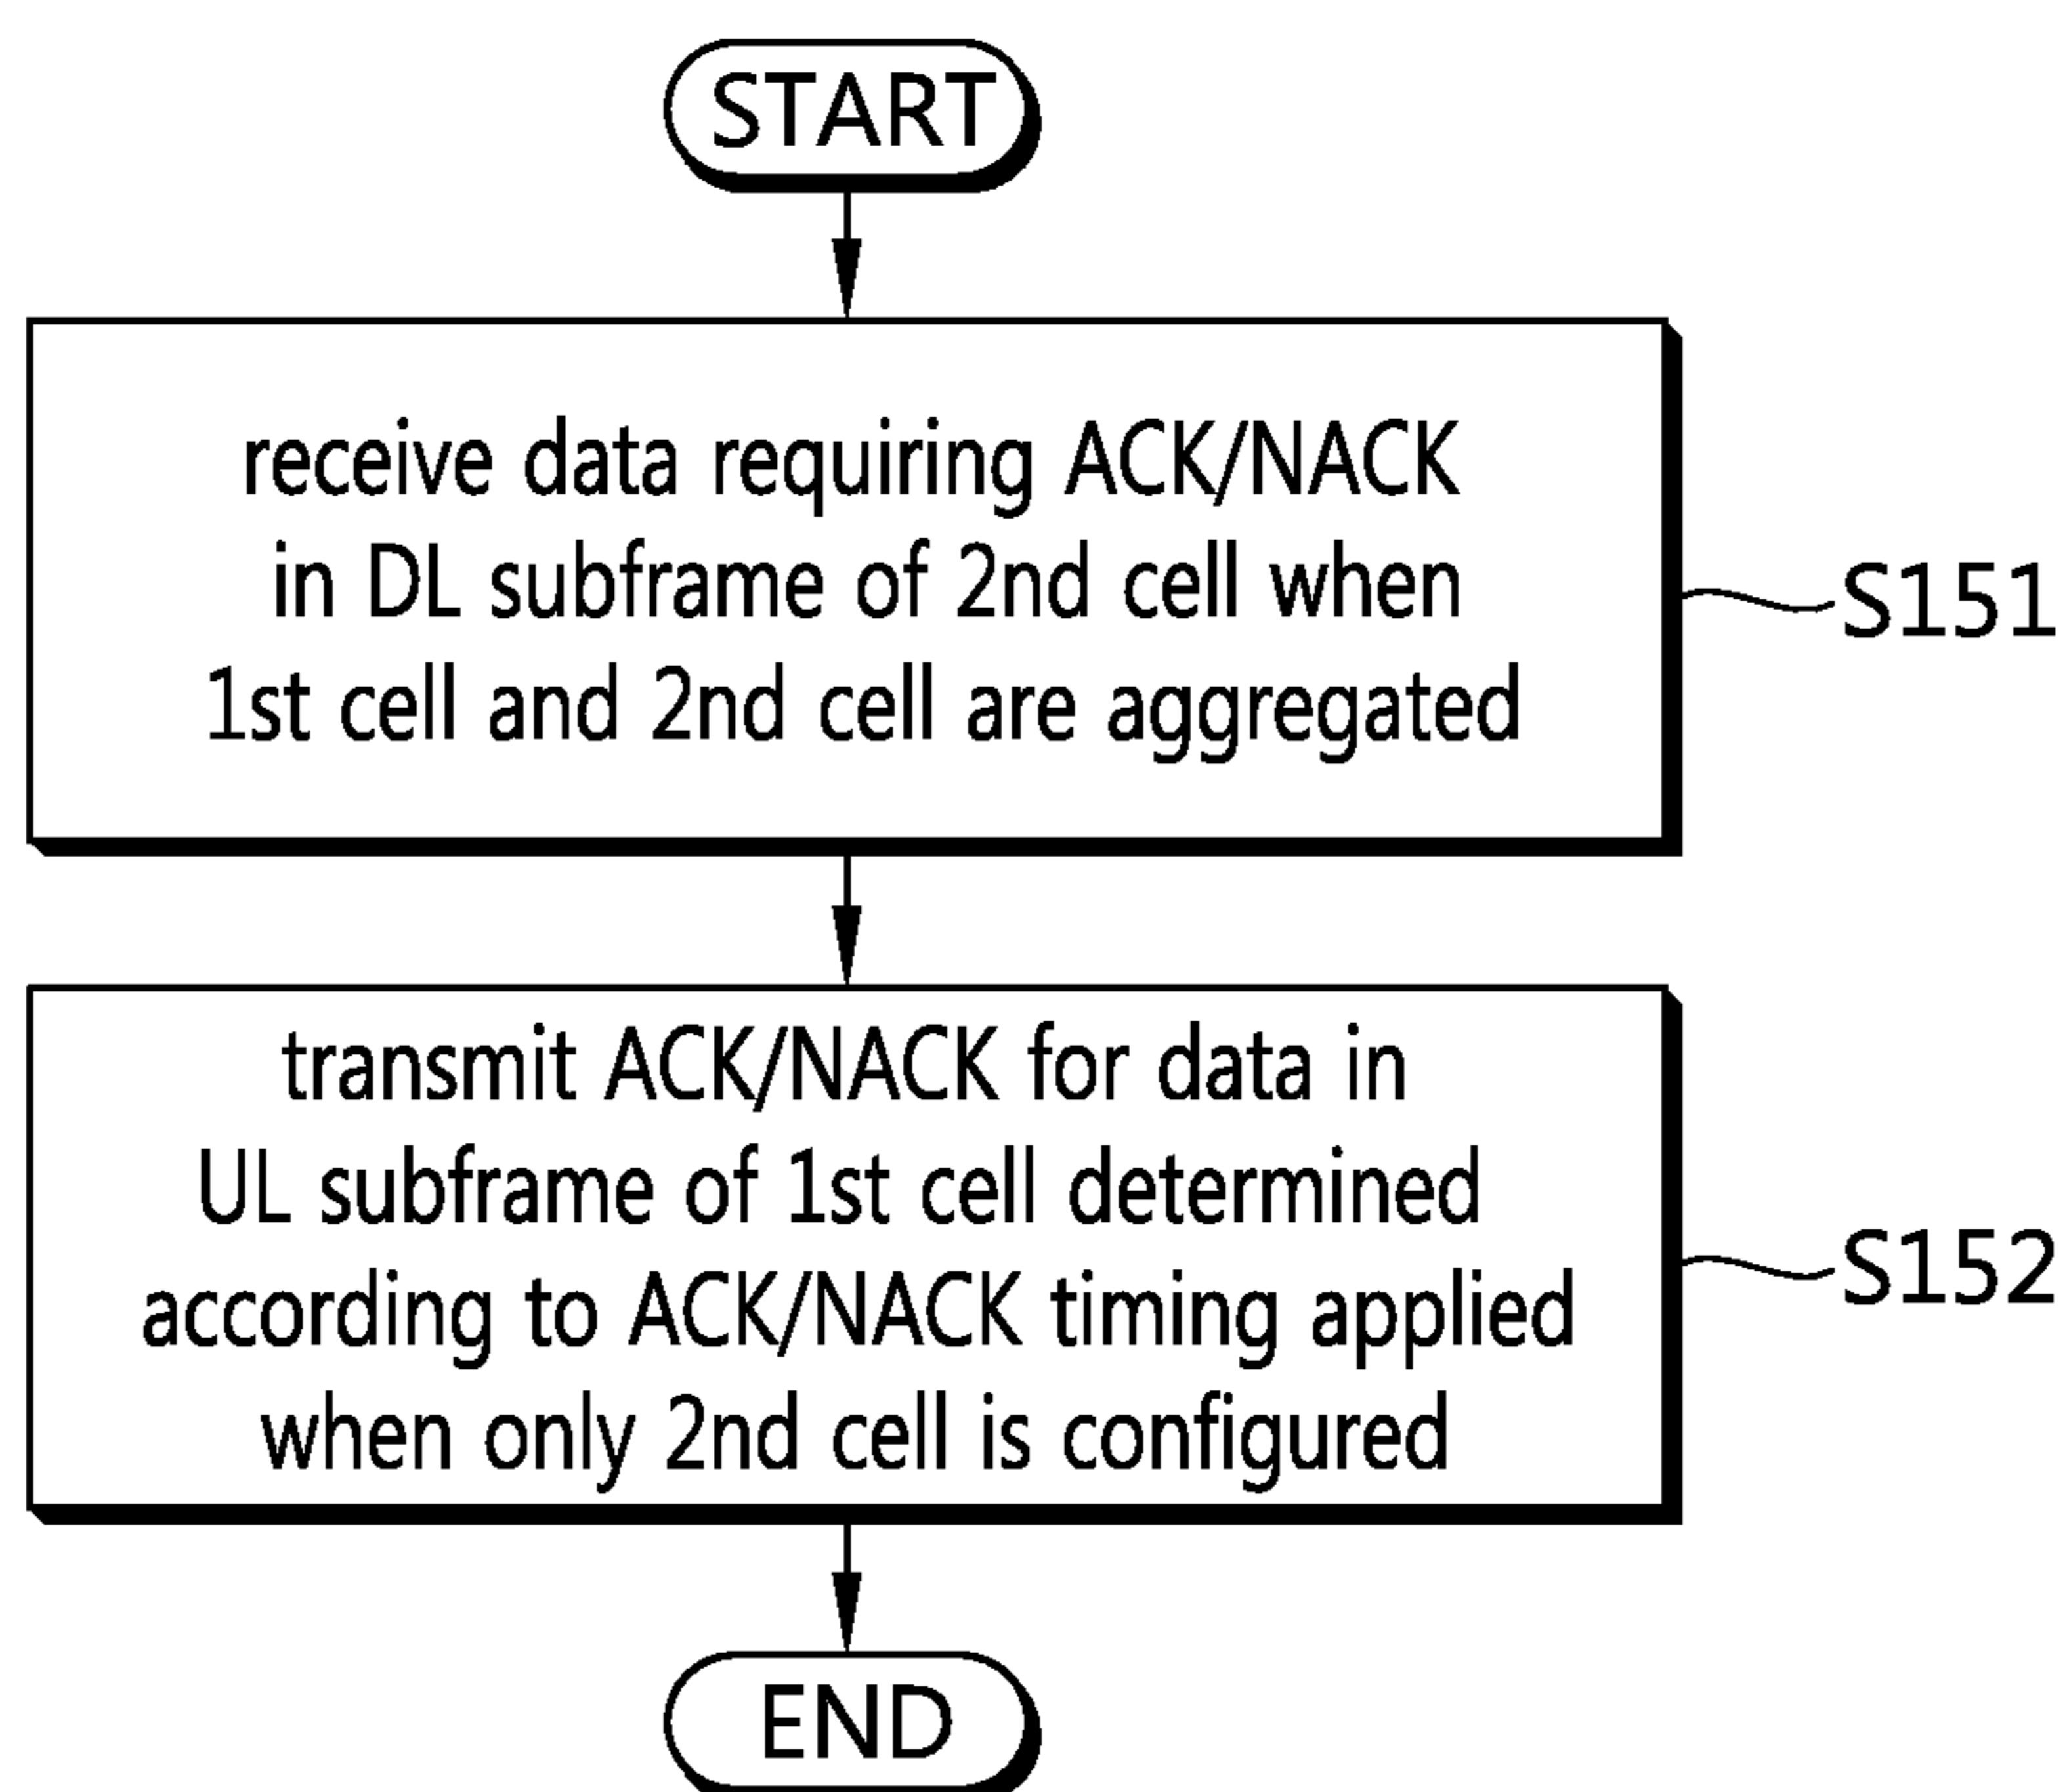 START
receive data requiring ACK/NACK
in DL subframe of 2nd cell when
1st cell and 2nd cell are aggregated
S151
transmit ACK/NACK for data in
UL subframe of 1st cell determined
according to ACK/NACK timing applied
when only 2nd cell is configured
S152
END